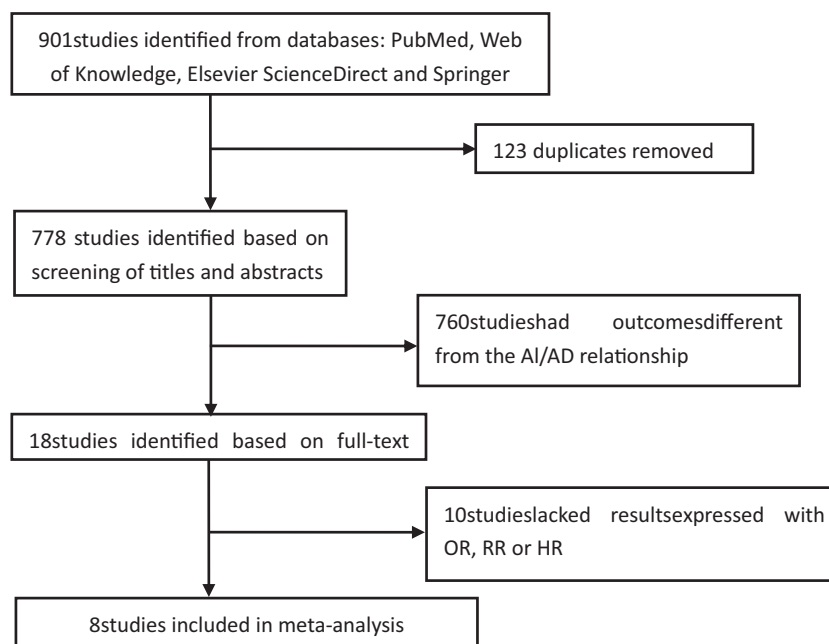 901studies identified from databases: PubMed, Web
of Knowledge, Elsevier ScienceDirect and Springer
123 duplicates removed
778 studies identified based on
screening of titles and abstracts
760studieshad outcomesdifferent
from the Al/AD relationship
18studies identified based on full-text
10studieslacked resultsexpressed with
OR, RR or HR
8studies included in meta-analysis